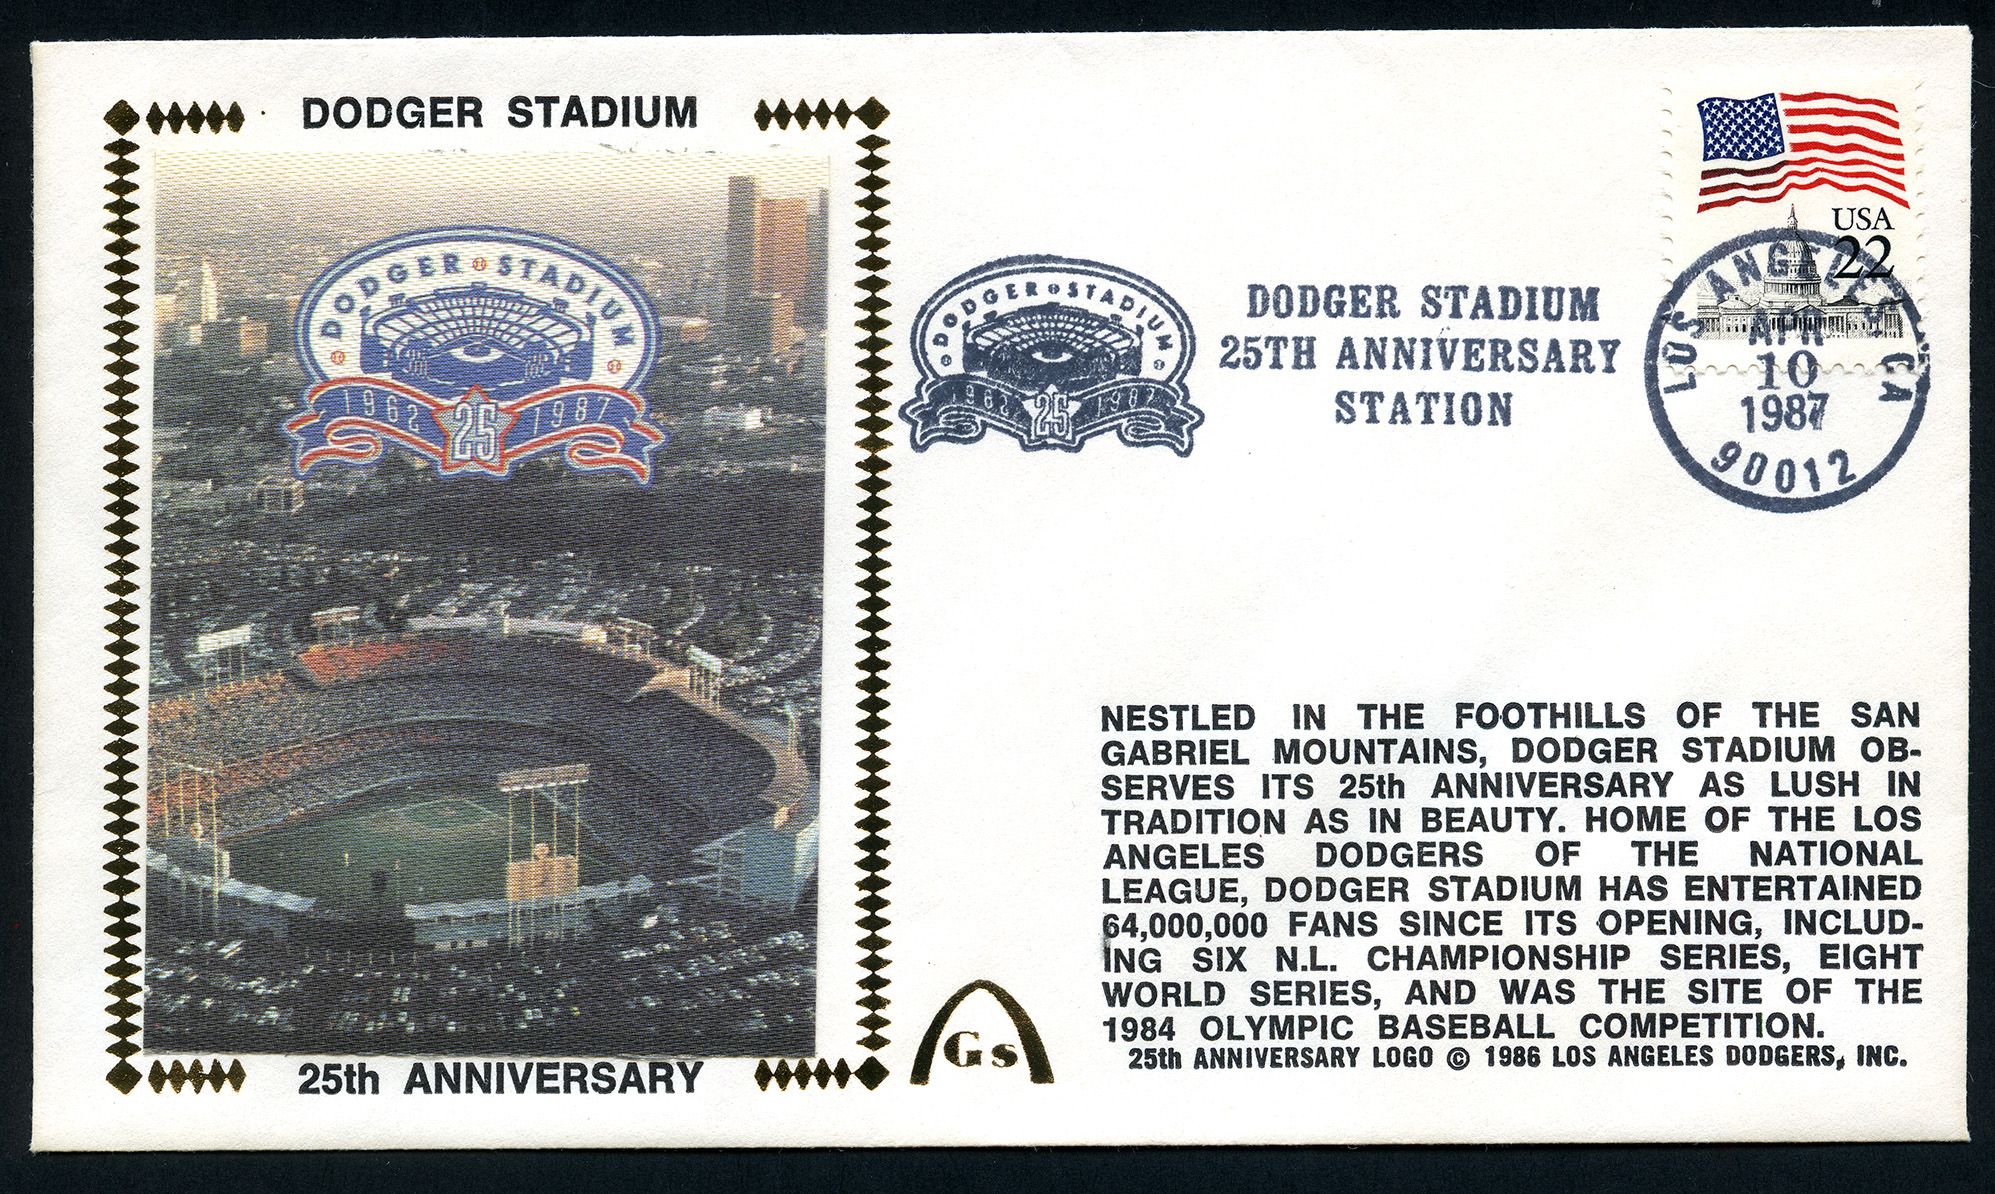 DODGER STADIUM
DODGER STADIUM
1962 25 1987
25th ANNIVERSARY
DODGER STADIUM
1962 25 1987
DODGER STADIUM
25TH ANNIVERSARY
STATION
USA
22
LOS ANGELES CA
APR
10
1987
90012
NESTLED IN THE FOOTHILLS OF THE SAN
GABRIEL MOUNTAINS, DODGER STADIUM OB-
SERVES ITS 25th ANNIVERSARY AS LUSH IN
TRADITION AS IN BEAUTY. HOME OF THE LOS
ANGELES DODGERS OF THE NATIONAL
LEAGUE, DODGER STADIUM HAS ENTERTAINED
64,000,000 FANS SINCE ITS OPENING, INCLUD-
ING SIX N.L. CHAMPIONSHIP SERIES, EIGHT
WORLD SERIES, AND WAS THE SITE OF THE
1984 OLYMPIC BASEBALL COMPETITION.
25th ANNIVERSARY LOGO © 1986 LOS ANGELES DODGERS, INC.
Gs